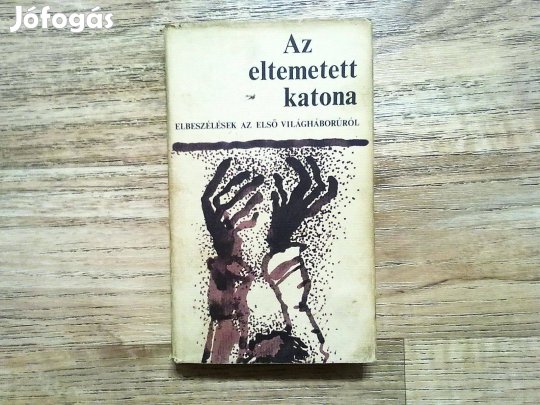 Jófogás
Az
eltemetett
katona
ELBESZÉLÉSEK AZ ELSŐ VILÁGHÁBORÚRÓL